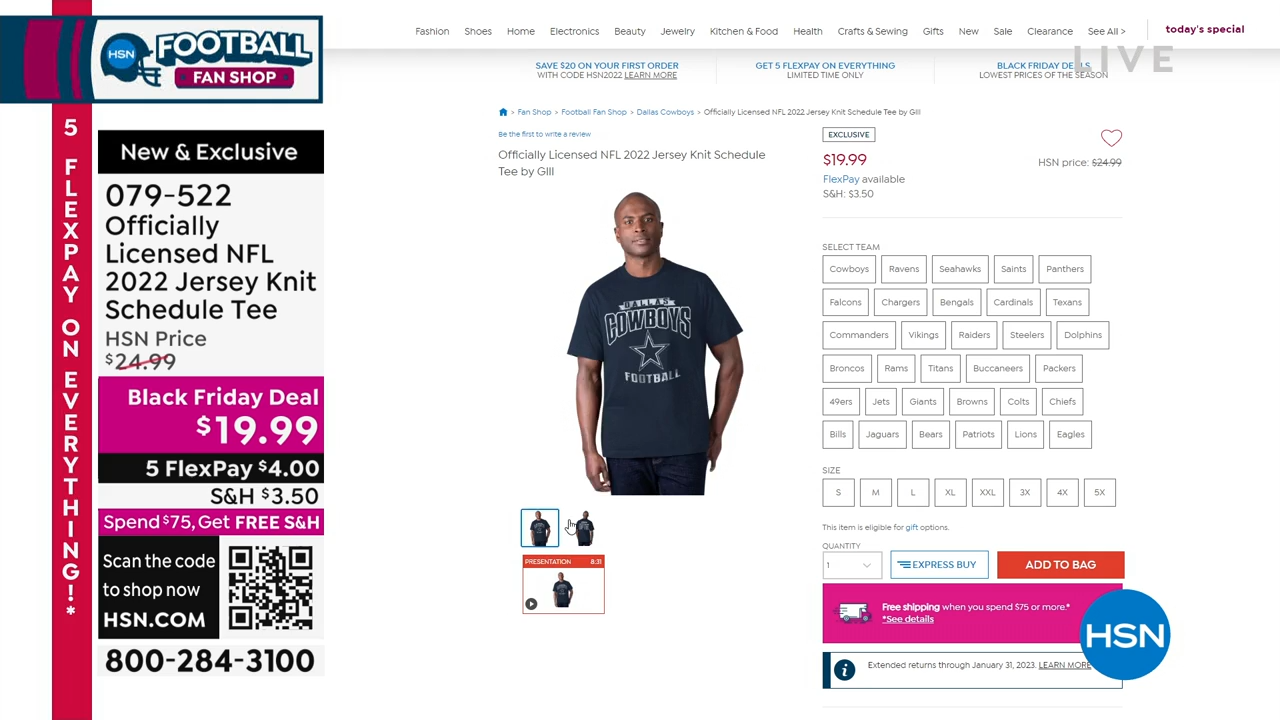 HSN
FOOTBALL
FAN SHOP
5 FLEXPAY ON EVERYTHING!*
New & Exclusive
079-522
Officially
Licensed NFL
2022 Jersey Knit
Schedule Tee
HSN Price
$24.99
Black Friday Deal
$19.99
5 FlexPay $4.00
S&H $3.50
Spend $75, Get FREE S&H
Scan the code
to shop now
HSN.COM
800-284-3100
Fashion Shoes Home Electronics Beauty Jewelry Kitchen & Food Health Crafts & Sewing Gifts New Sale Clearance See All > today's special
LIVE
SAVE $20 ON YOUR FIRST ORDER
WITH CODE HSN2022 LEARN MORE
GET 5 FLEXPAY ON EVERYTHING
LIMITED TIME ONLY
BLACK FRIDAY DEALS
LOWEST PRICES OF THE SEASON
> Fan Shop > Football Fan Shop > Dallas Cowboys > Officially Licensed NFL 2022 Jersey Knit Schedule Tee by GIII
Be the first to write a review
Officially Licensed NFL 2022 Jersey Knit Schedule
Tee by GIII
DALLAS
COWBOYS
FOOTBALL
PRESENTATION 8:31
EXCLUSIVE
$19.99
HSN price: $24.99
FlexPay available
S&H: $3.50
SELECT TEAM
Cowboys Ravens Seahawks Saints Panthers
Falcons Chargers Bengals Cardinals Texans
Commanders Vikings Raiders Steelers Dolphins
Broncos Rams Titans Buccaneers Packers
49ers Jets Giants Browns Colts Chiefs
Bills Jaguars Bears Patriots Lions Eagles
SIZE
S M L XL XXL 3X 4X 5X
This item is eligible for gift options.
QUANTITY
1
EXPRESS BUY
ADD TO BAG
Free shipping when you spend $75 or more.*
*See details
HSN
Extended returns through January 31, 2023. LEARN MORE